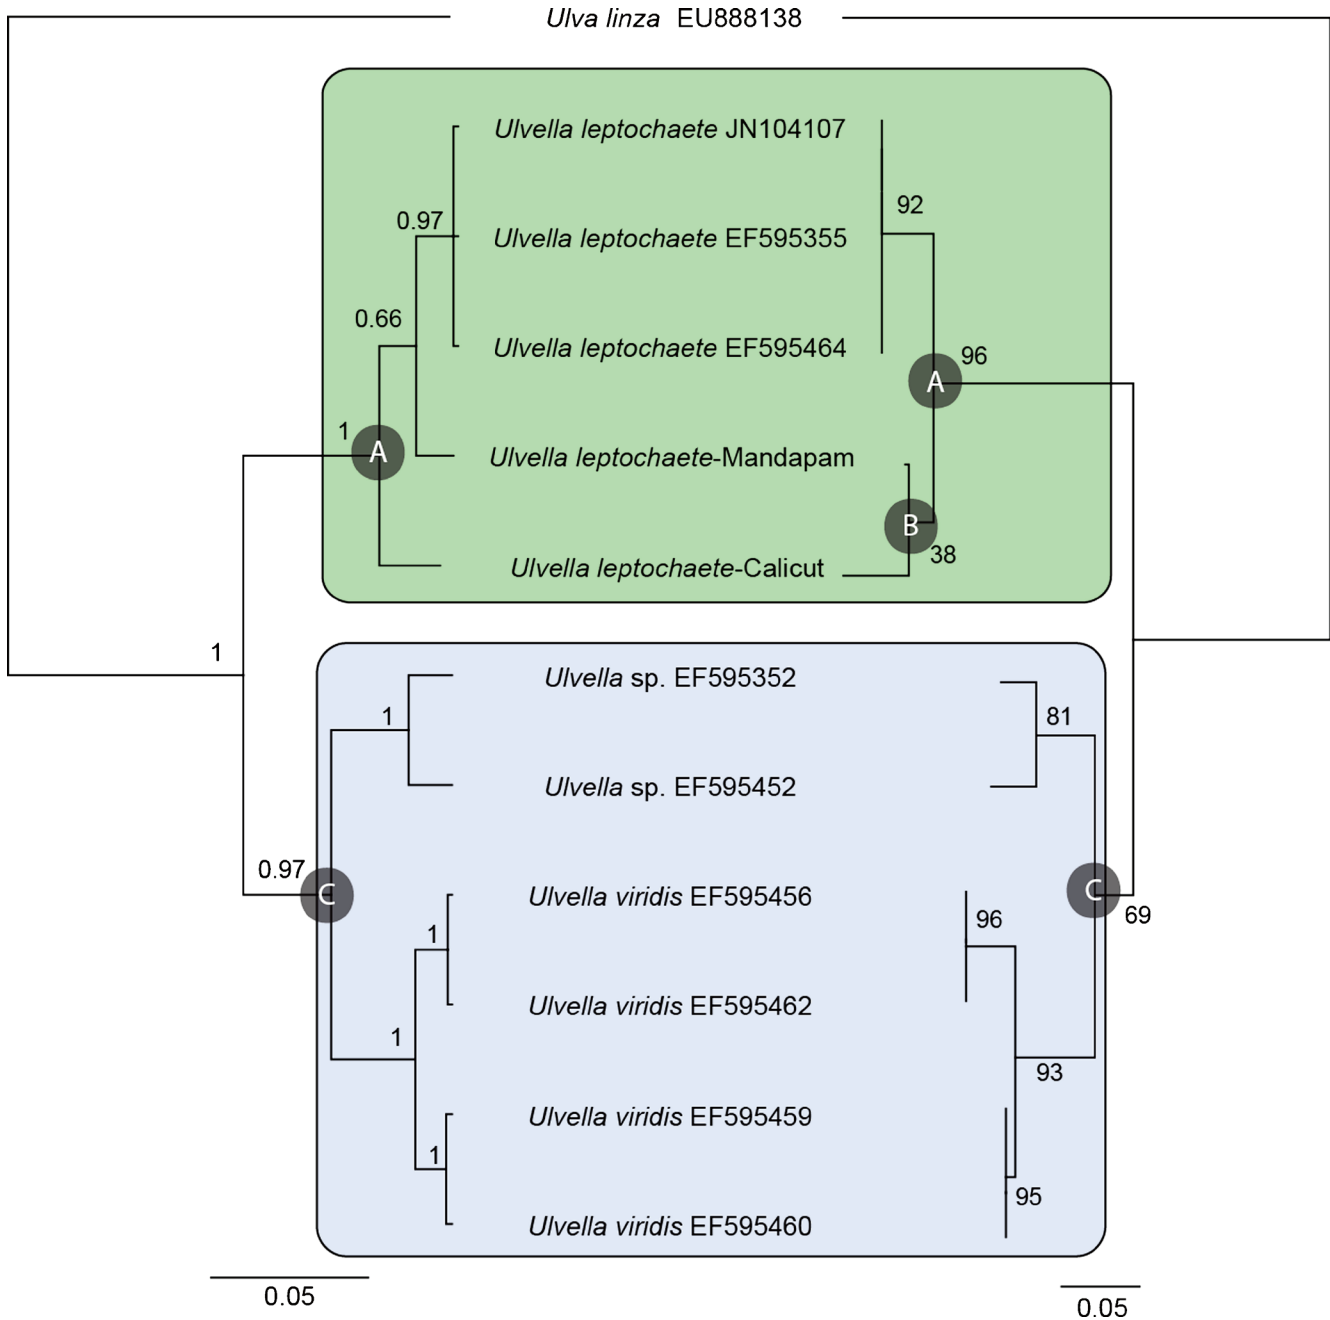 Ulva linza EU888138
Ulvella leptochaete JN104107
92
0.97
Ulvella leptochaete EF595355
0.66
Ulvella leptochaete EF595464
96
A
1
A
Ulvella leptochaete-Mandapam
B
38
Ulvella leptochaete-Calicut
1
Ulvella sp. EF595352
1
81
Ulvella sp. EF595452
0.97
C
Ulvella viridis EF595456
C
69
1
96
Ulvella viridis EF595462
1
93
Ulvella viridis EF595459
1
95
Ulvella viridis EF595460
0.05
0.05